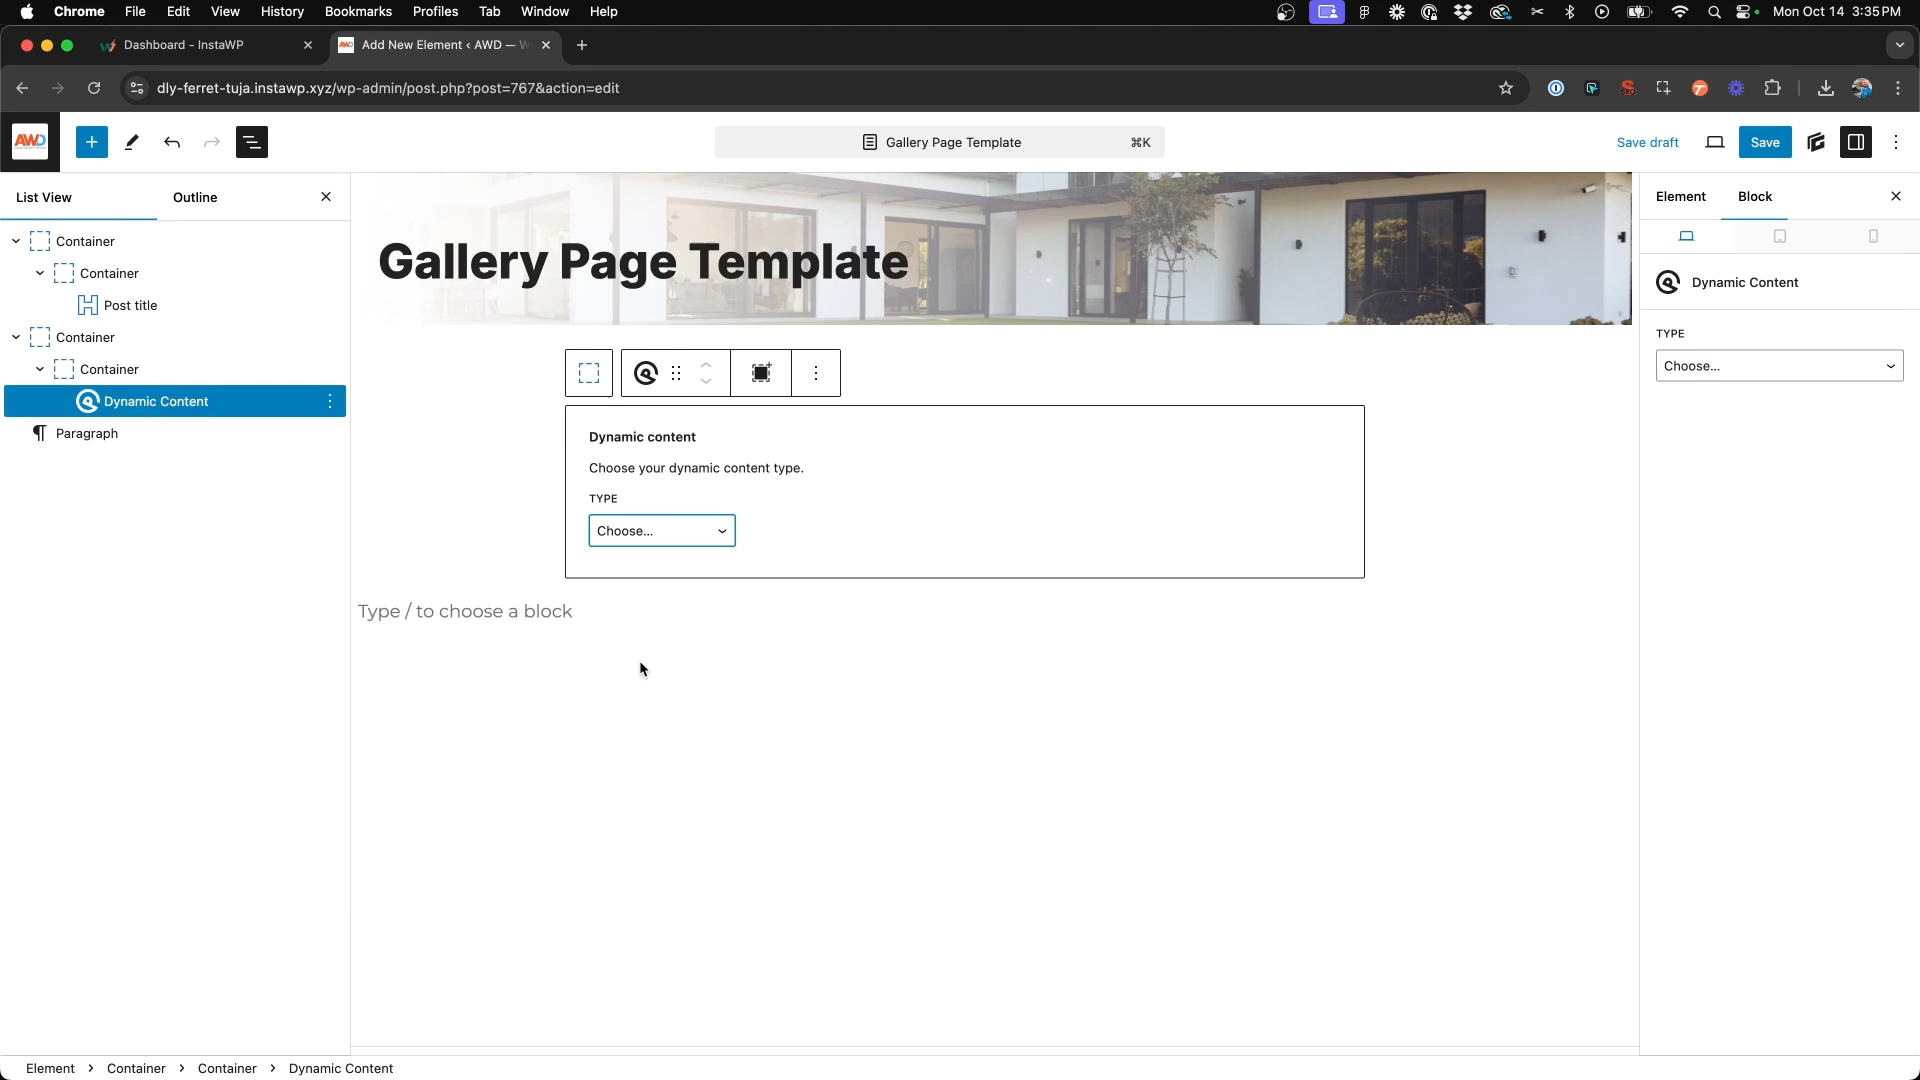 Chrome File Edit View History Bookmarks Profiles Tab Window Help
Mon Oct 14 3:35 PM
Dashboard - InstaWP
Add New Element ‹ AWD — W
dly-ferret-tuja.instawp.xyz/wp-admin/post.php?post=767&action=edit
AWD
Gallery Page Template ⌘K
Save draft
Save
List View
Outline
Container
Container
Post title
Container
Container
Dynamic Content
Paragraph
Gallery Page Template
Dynamic content
Choose your dynamic content type.
TYPE
Choose...
Type / to choose a block
Element
Block
Dynamic Content
TYPE
Choose...
Element › Container › Container › Dynamic Content